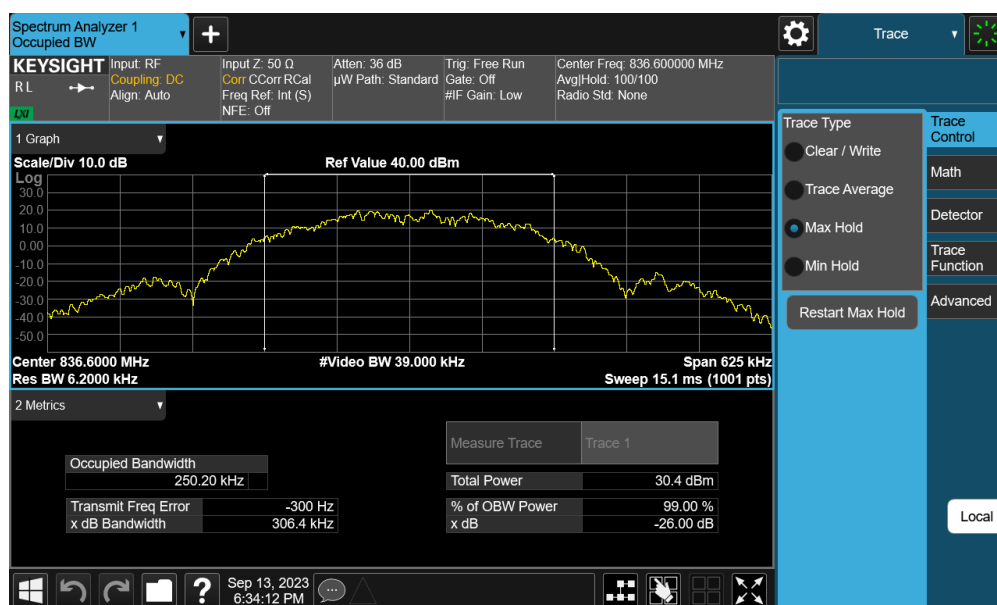 Spectrum Analyzer 1
Occupied BW
Trace
KEYSIGHT
R L
LXI
Input: RF
Coupling: DC
Align: Auto
Input Z: 50 Ω
Corr CCorr RCal
Freq Ref: Int (S)
NFE: Off
Atten: 36 dB
µW Path: Standard
Trig: Free Run
Gate: Off
#IF Gain: Low
Center Freq: 836.600000 MHz
Avg|Hold: 100/100
Radio Std: None
1 Graph
Scale/Div 10.0 dB
Ref Value 40.00 dBm
Log
30.0
20.0
10.0
0.00
-10.0
-20.0
-30.0
-40.0
-50.0
Center 836.6000 MHz
#Video BW 39.000 kHz
Span 625 kHz
Res BW 6.2000 kHz
Sweep 15.1 ms (1001 pts)
2 Metrics
Measure Trace
Trace 1
Occupied Bandwidth
250.20 kHz
Total Power
30.4 dBm
Transmit Freq Error
-300 Hz
% of OBW Power
99.00 %
x dB Bandwidth
306.4 kHz
x dB
-26.00 dB
Trace Type
Clear / Write
Trace Average
Max Hold
Min Hold
Restart Max Hold
Trace
Control
Math
Detector
Trace
Function
Advanced
Local
?
Sep 13, 2023
6:34:12 PM